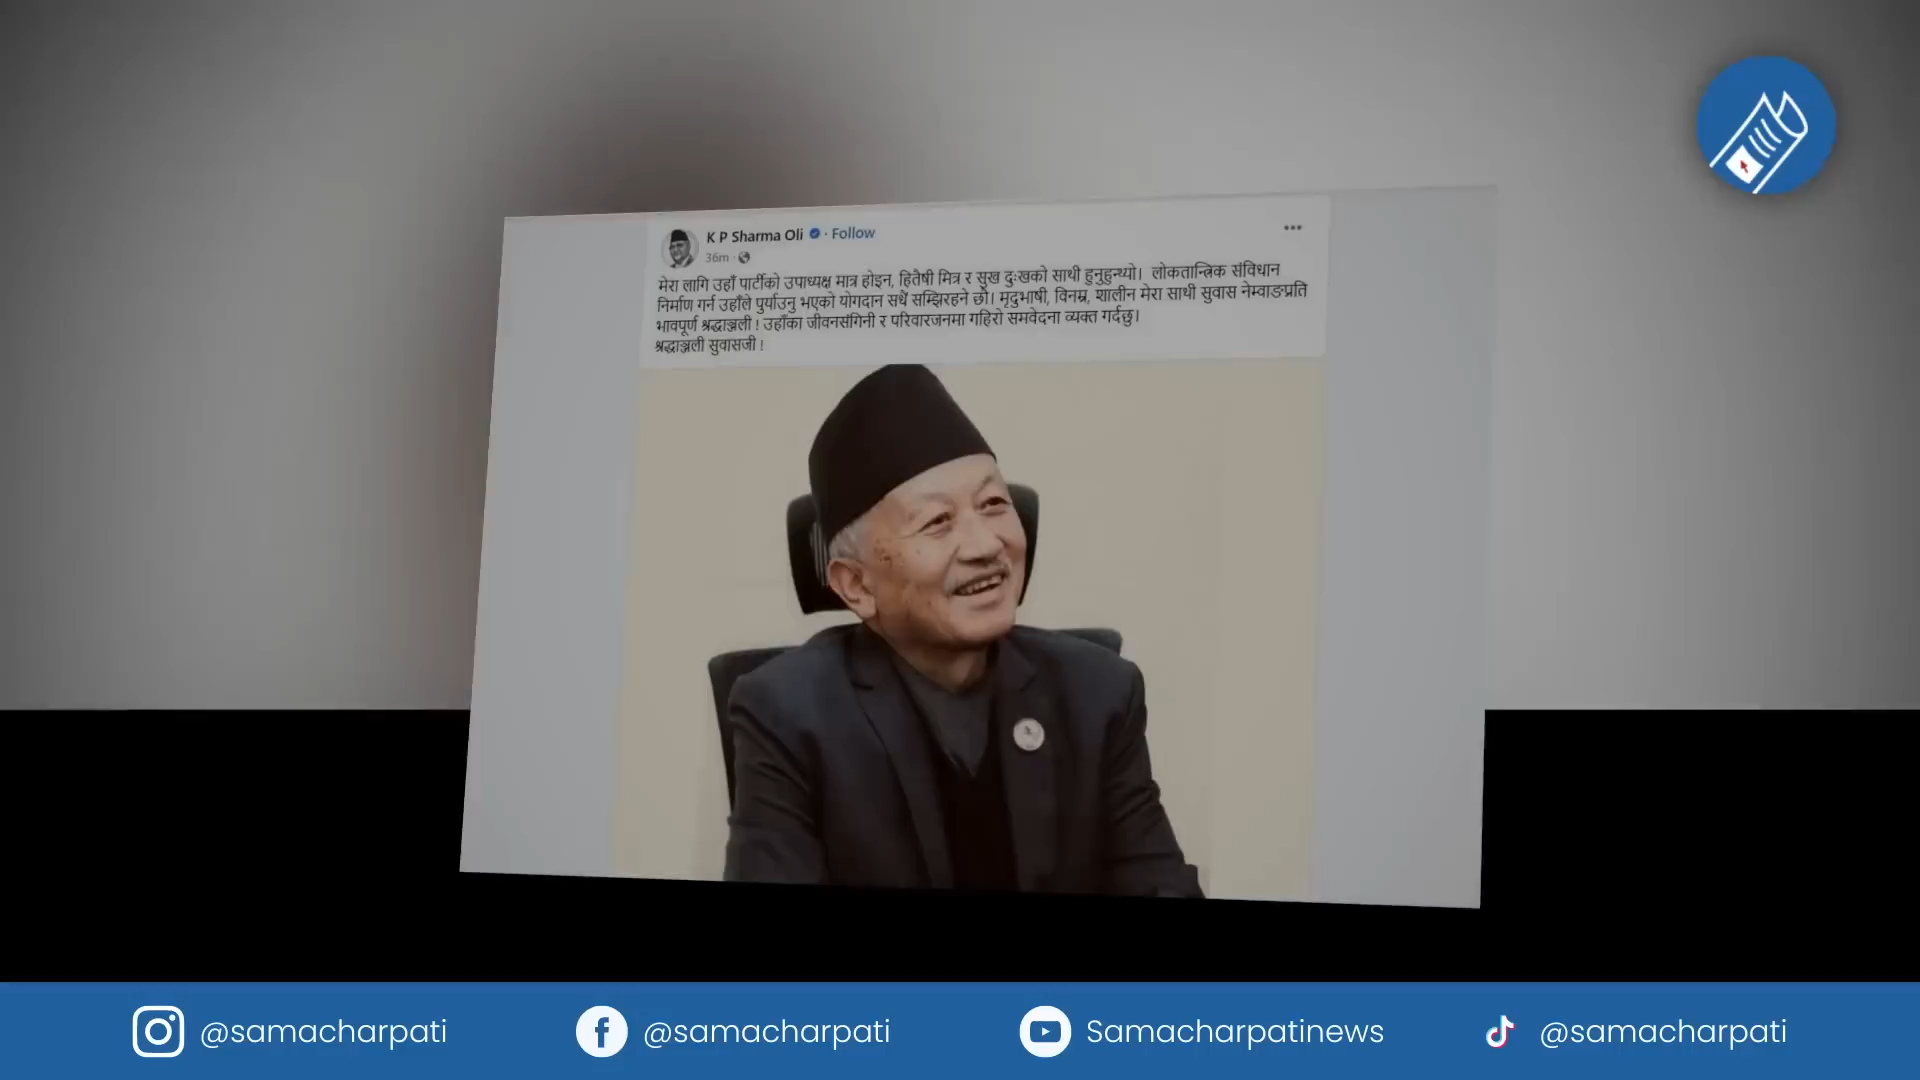 K P Sharma Oli · Follow
36m ·
मेरा लागि उहाँ पार्टीको उपाध्यक्ष मात्र होइन, हितैषी मित्र र सुख दुःखको साथी हुनुहुन्थ्यो। लोकतान्त्रिक संविधान
निर्माण गर्न उहाँले पुर्याउनु भएको योगदान सधैं सम्झिरहने छौं। मृदुभाषी, विनम्र, शालीन मेरा साथी सुवास नेम्वाङप्रति
भावपूर्ण श्रद्धाञ्जली ! उहाँका जीवनसंगिनी र परिवारजनमा गहिरो समवेदना व्यक्त गर्दछु।
श्रद्धाञ्जली सुवासजी !
@samacharpati @samacharpati Samacharpatinews @samacharpati